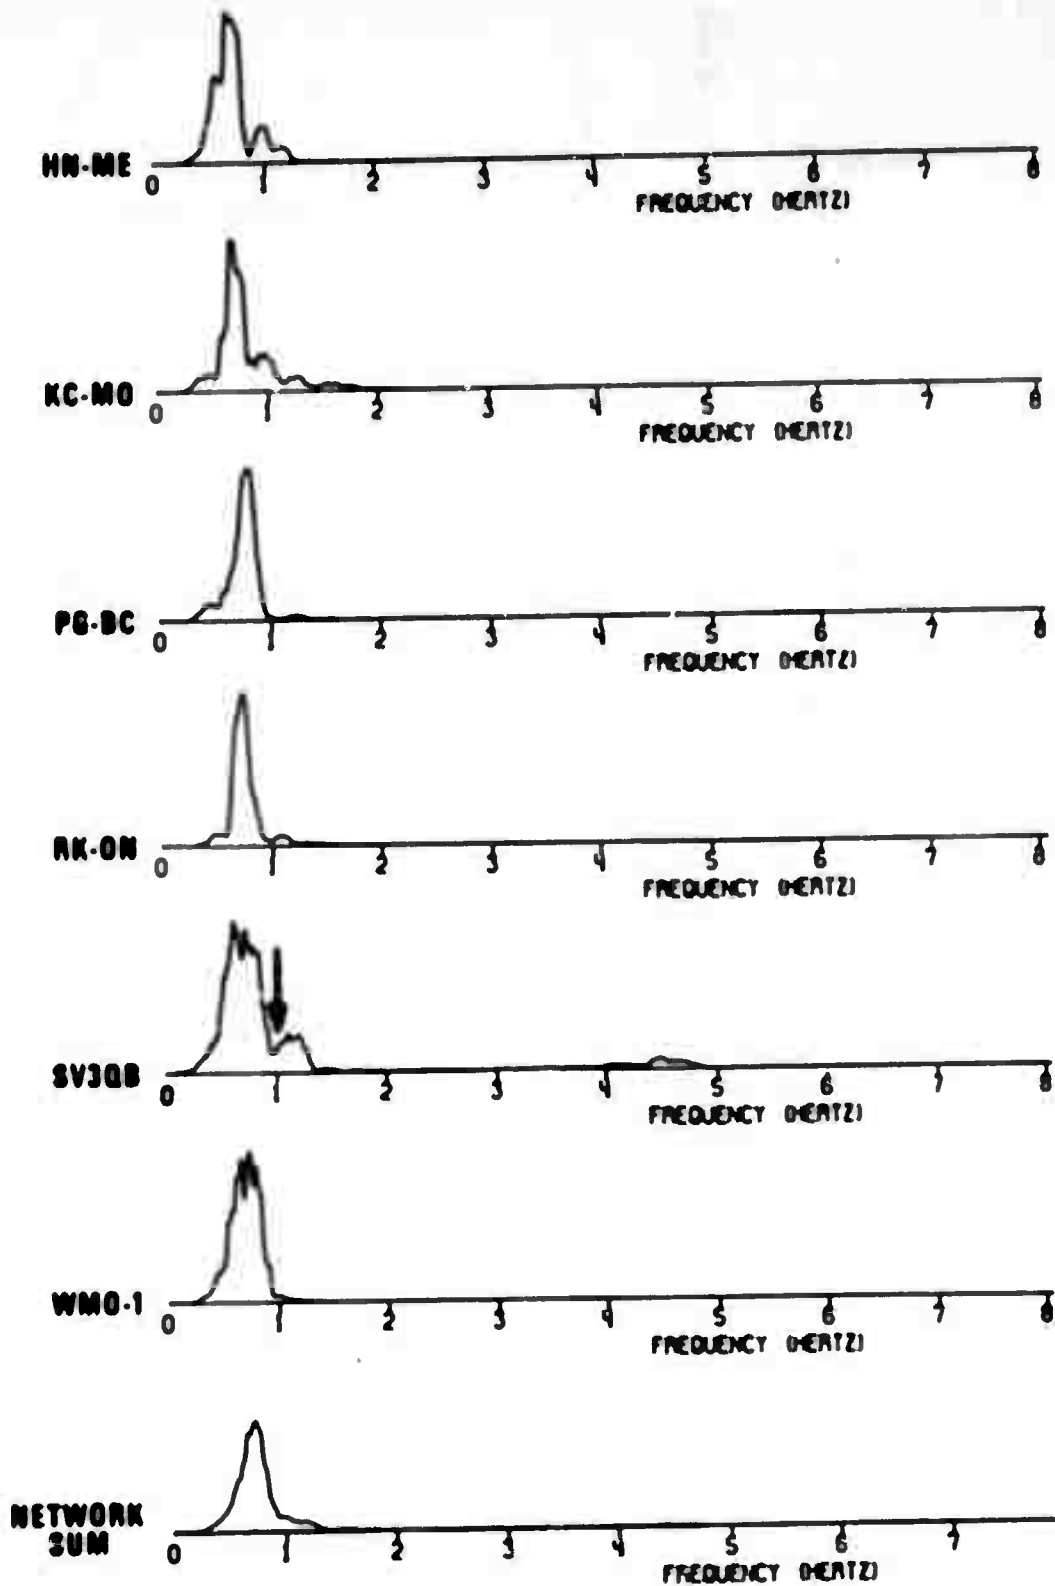 HN-ME
0 1 2 3 4 5 6 7 8
FREQUENCY (HERTZ)
KC-MO
0 1 2 3 4 5 6 7 8
FREQUENCY (HERTZ)
PG-BC
0 1 2 3 4 5 6 7 8
FREQUENCY (HERTZ)
RK-ON
0 1 2 3 4 5 6 7 8
FREQUENCY (HERTZ)
SV3QB
0 1 2 3 4 5 6 7 8
FREQUENCY (HERTZ)
WMO-1
0 1 2 3 4 5 6 7 8
FREQUENCY (HERTZ)
NETWORK
SUM
0 1 2 3 4 5 6 7
FREQUENCY (HERTZ)